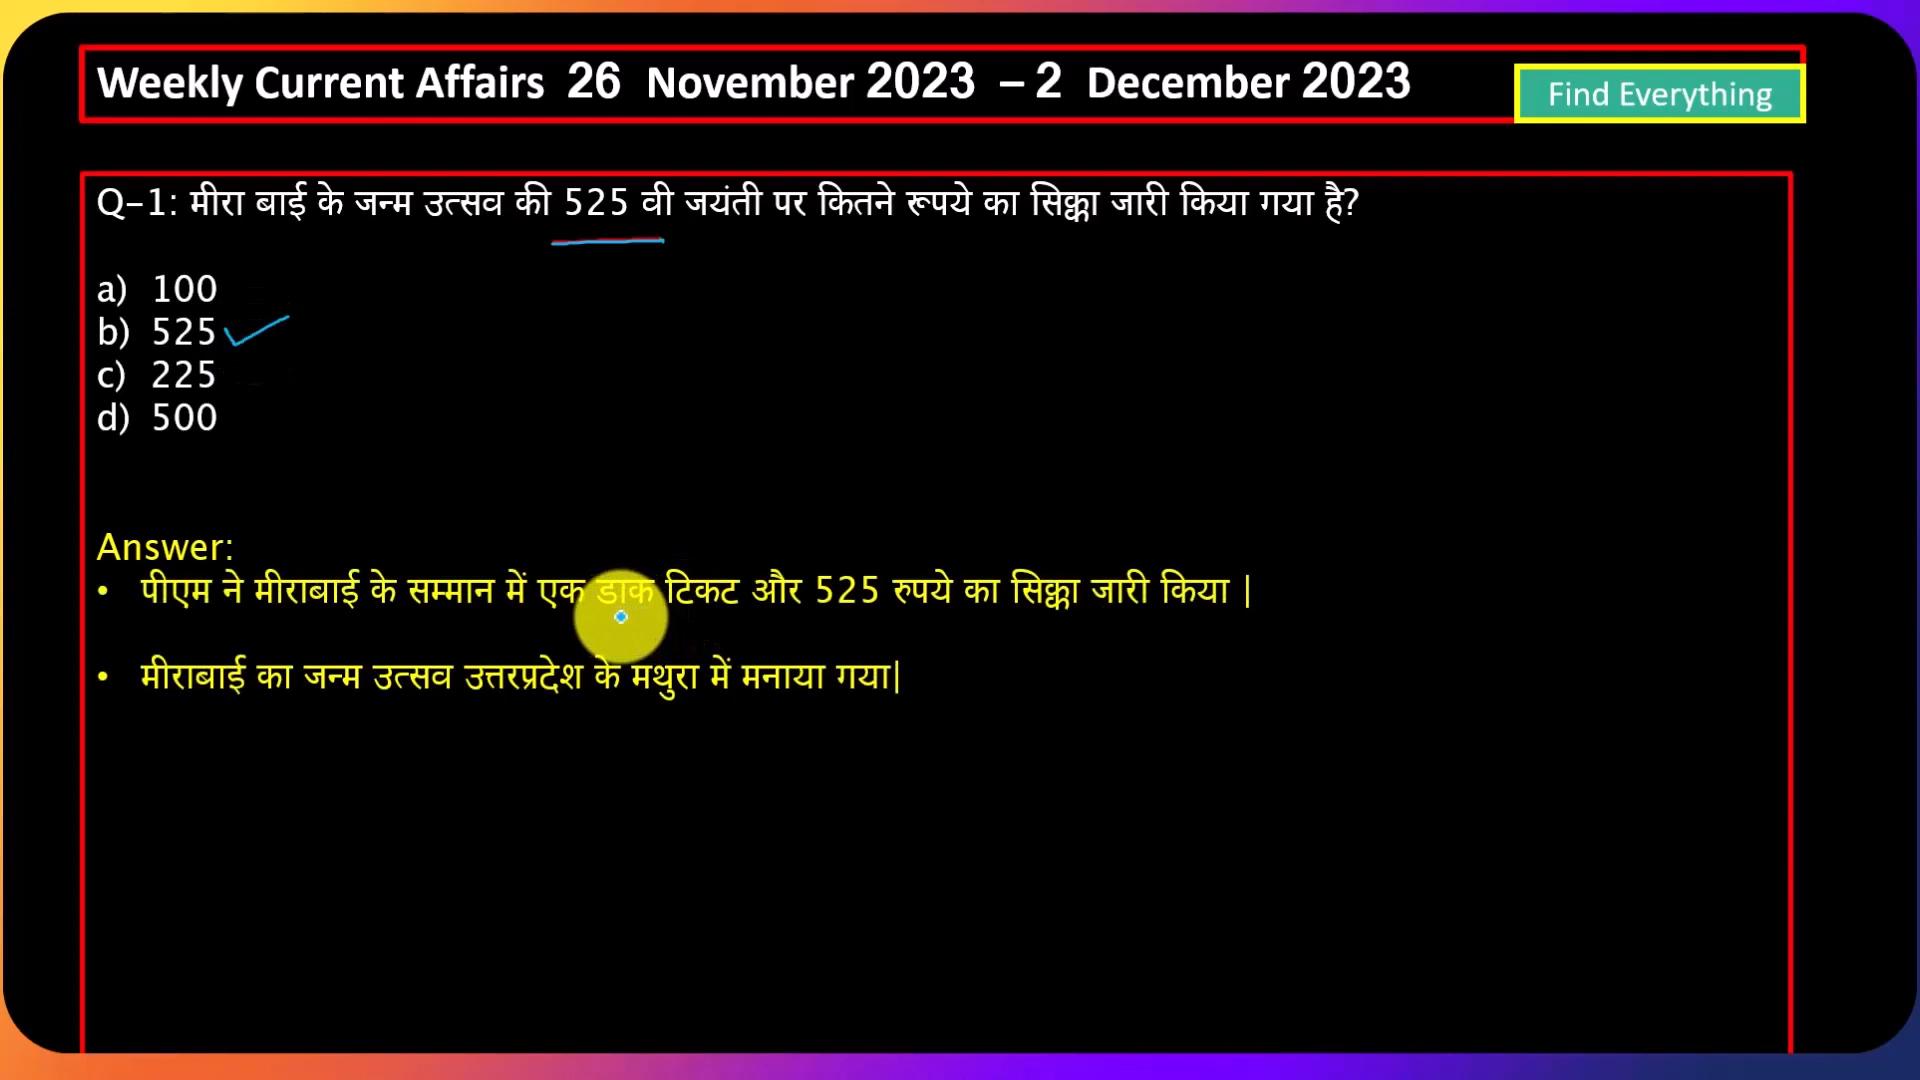 Weekly Current Affairs 26 November 2023 – 2 December 2023
Find Everything
Q-1: मीरा बाई के जन्म उत्सव की 525 वी जयंती पर कितने रूपये का सिक्का जारी किया गया है?
a) 100
b) 525
c) 225
d) 500
Answer:
• पीएम ने मीराबाई के सम्मान में एक डाक टिकट और 525 रुपये का सिक्का जारी किया |
• मीराबाई का जन्म उत्सव उत्तरप्रदेश के मथुरा में मनाया गया|